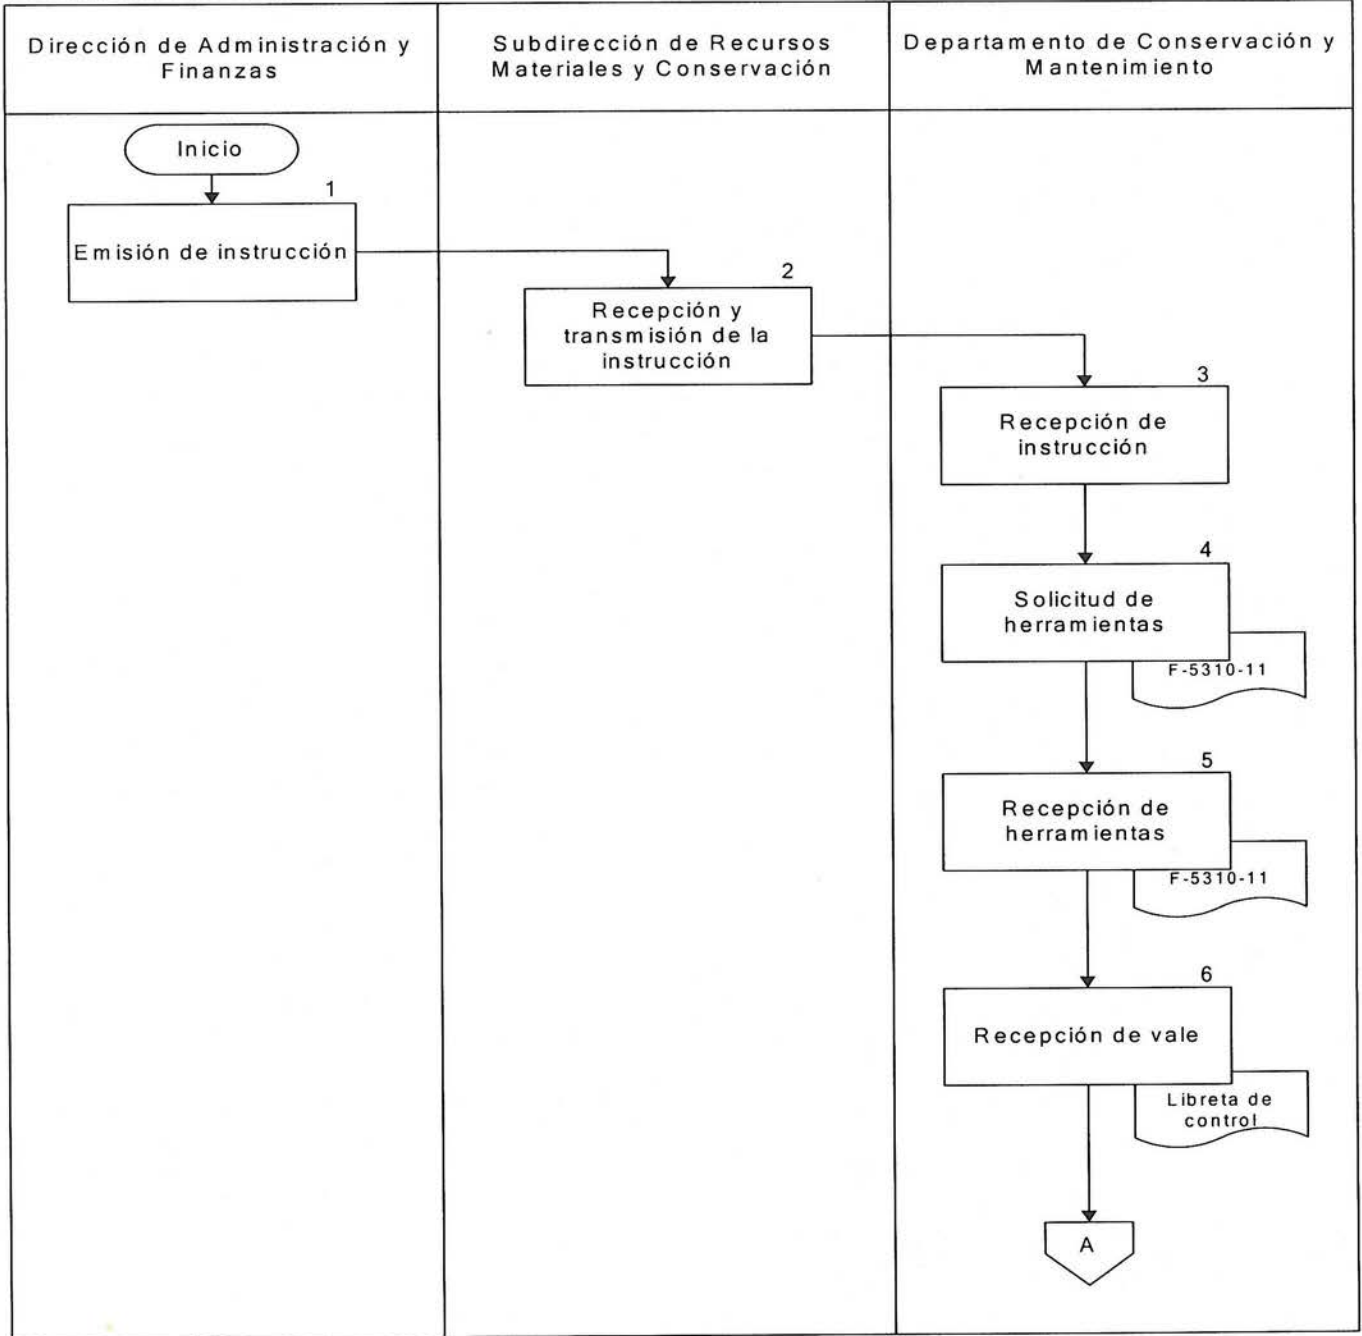 Dirección de Administración y
Finanzas
Subdirección de Recursos
Materiales y Conservación
Departamento de Conservación y
Mantenimiento
Inicio
1
Emisión de instrucción
2
Recepción y
transmisión de la
instrucción
3
Recepción de
instrucción
4
Solicitud de
herramientas
F-5310-11
5
Recepción de
herramientas
F-5310-11
6
Recepción de vale
Libreta de
control
A